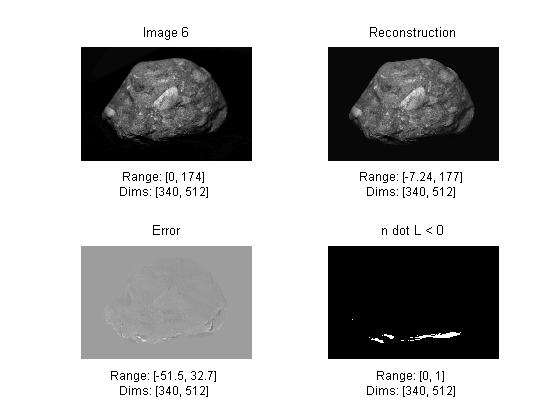 Image 6
Reconstruction
Range: [0, 174]
Dims: [340, 512]
Range: [-7.24, 177]
Dims: [340, 512]
Error
n dot L < 0
Range: [-51.5, 32.7]
Dims: [340, 512]
Range: [0, 1]
Dims: [340, 512]